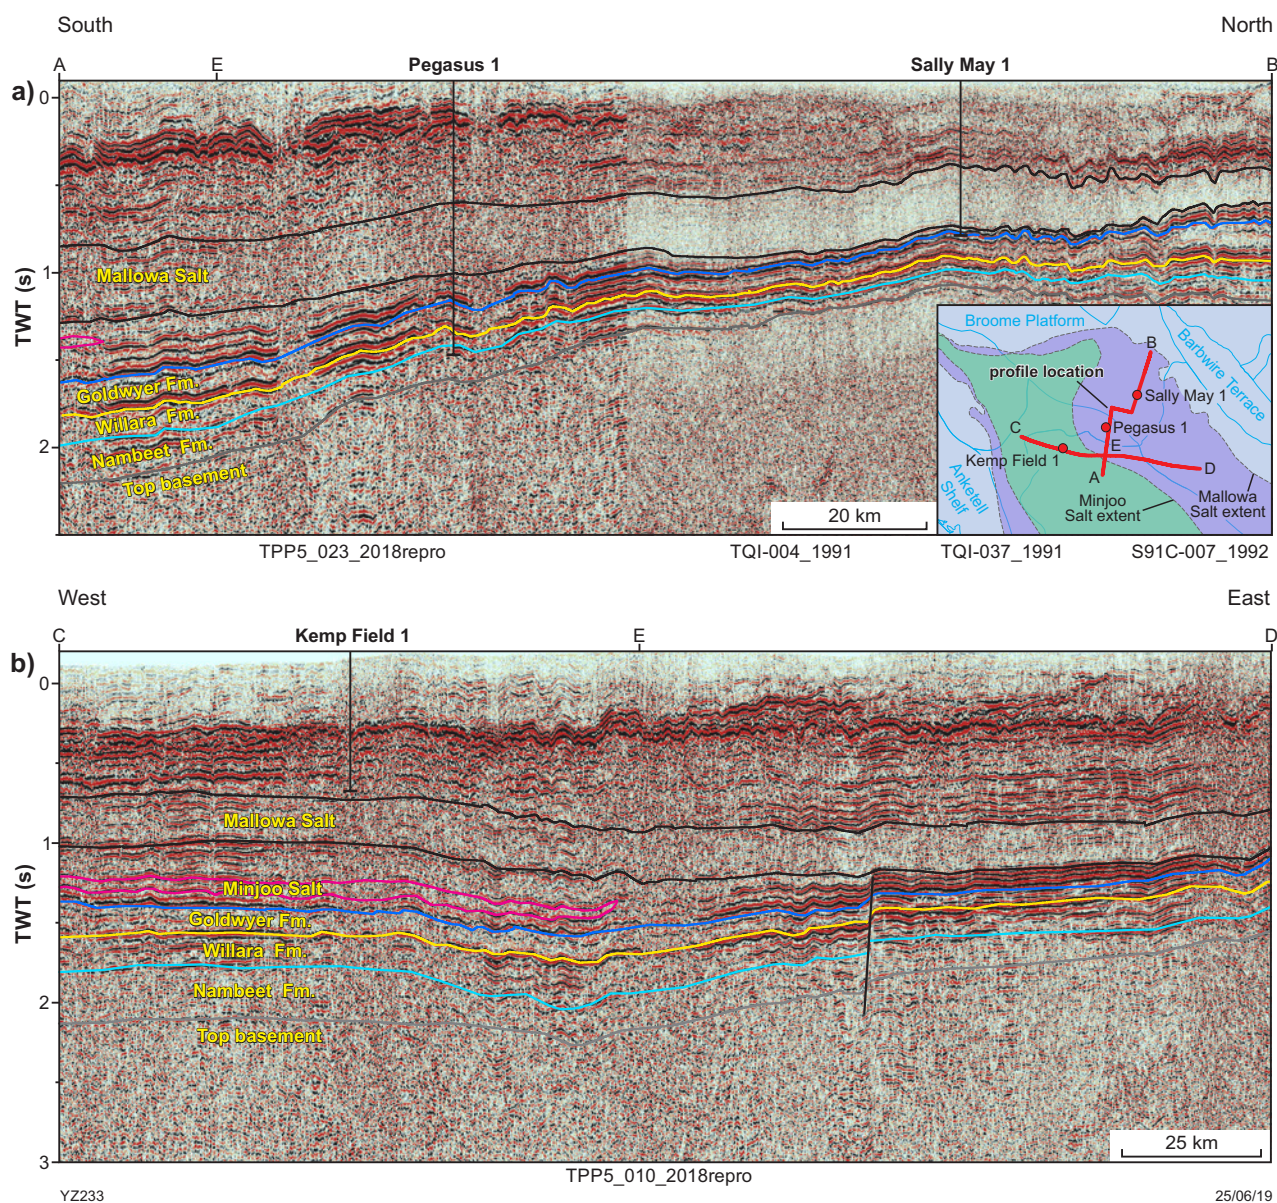 South
North
A
E
Pegasus 1
Sally May 1
B
a)
0
1
2
TWT (s)
Mallowa Salt
Goldwyer Fm.
Willara Fm.
Nambeet Fm.
Top basement
20 km
Broome Platform
Barbwire Terrace
B
profile location
Sally May 1
C
Pegasus 1
E
Kemp Field 1
D
A
Anketell
Shelf
Minjoo
Salt extent
Mallowa
Salt extent
TPP5_023_2018repro
TQI-004_1991
TQI-037_1991
S91C-007_1992
West
East
C
Kemp Field 1
E
D
b)
0
1
2
3
TWT (s)
Mallowa Salt
Minjoo Salt
Goldwyer Fm.
Willara Fm.
Nambeet Fm.
Top basement
25 km
TPP5_010_2018repro
YZ233
25/06/19